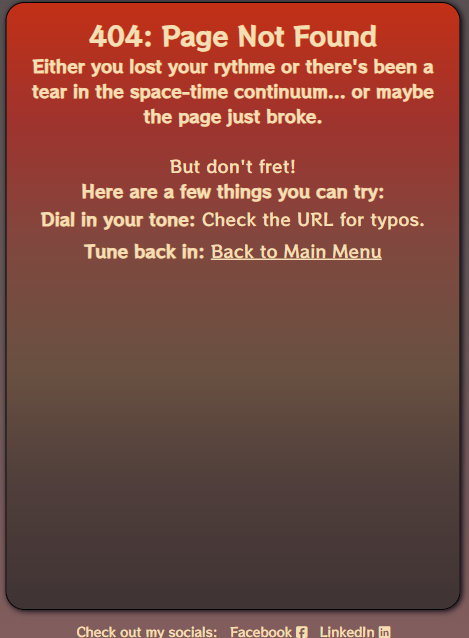 404: Page Not Found
Either you lost your rythme or there's been a
tear in the space-time continuum... or maybe
the page just broke.
But don't fret!
Here are a few things you can try:
Dial in your tone: Check the URL for typos.
Tune back in: Back to Main Menu
Check out my socials: Facebook LinkedIn